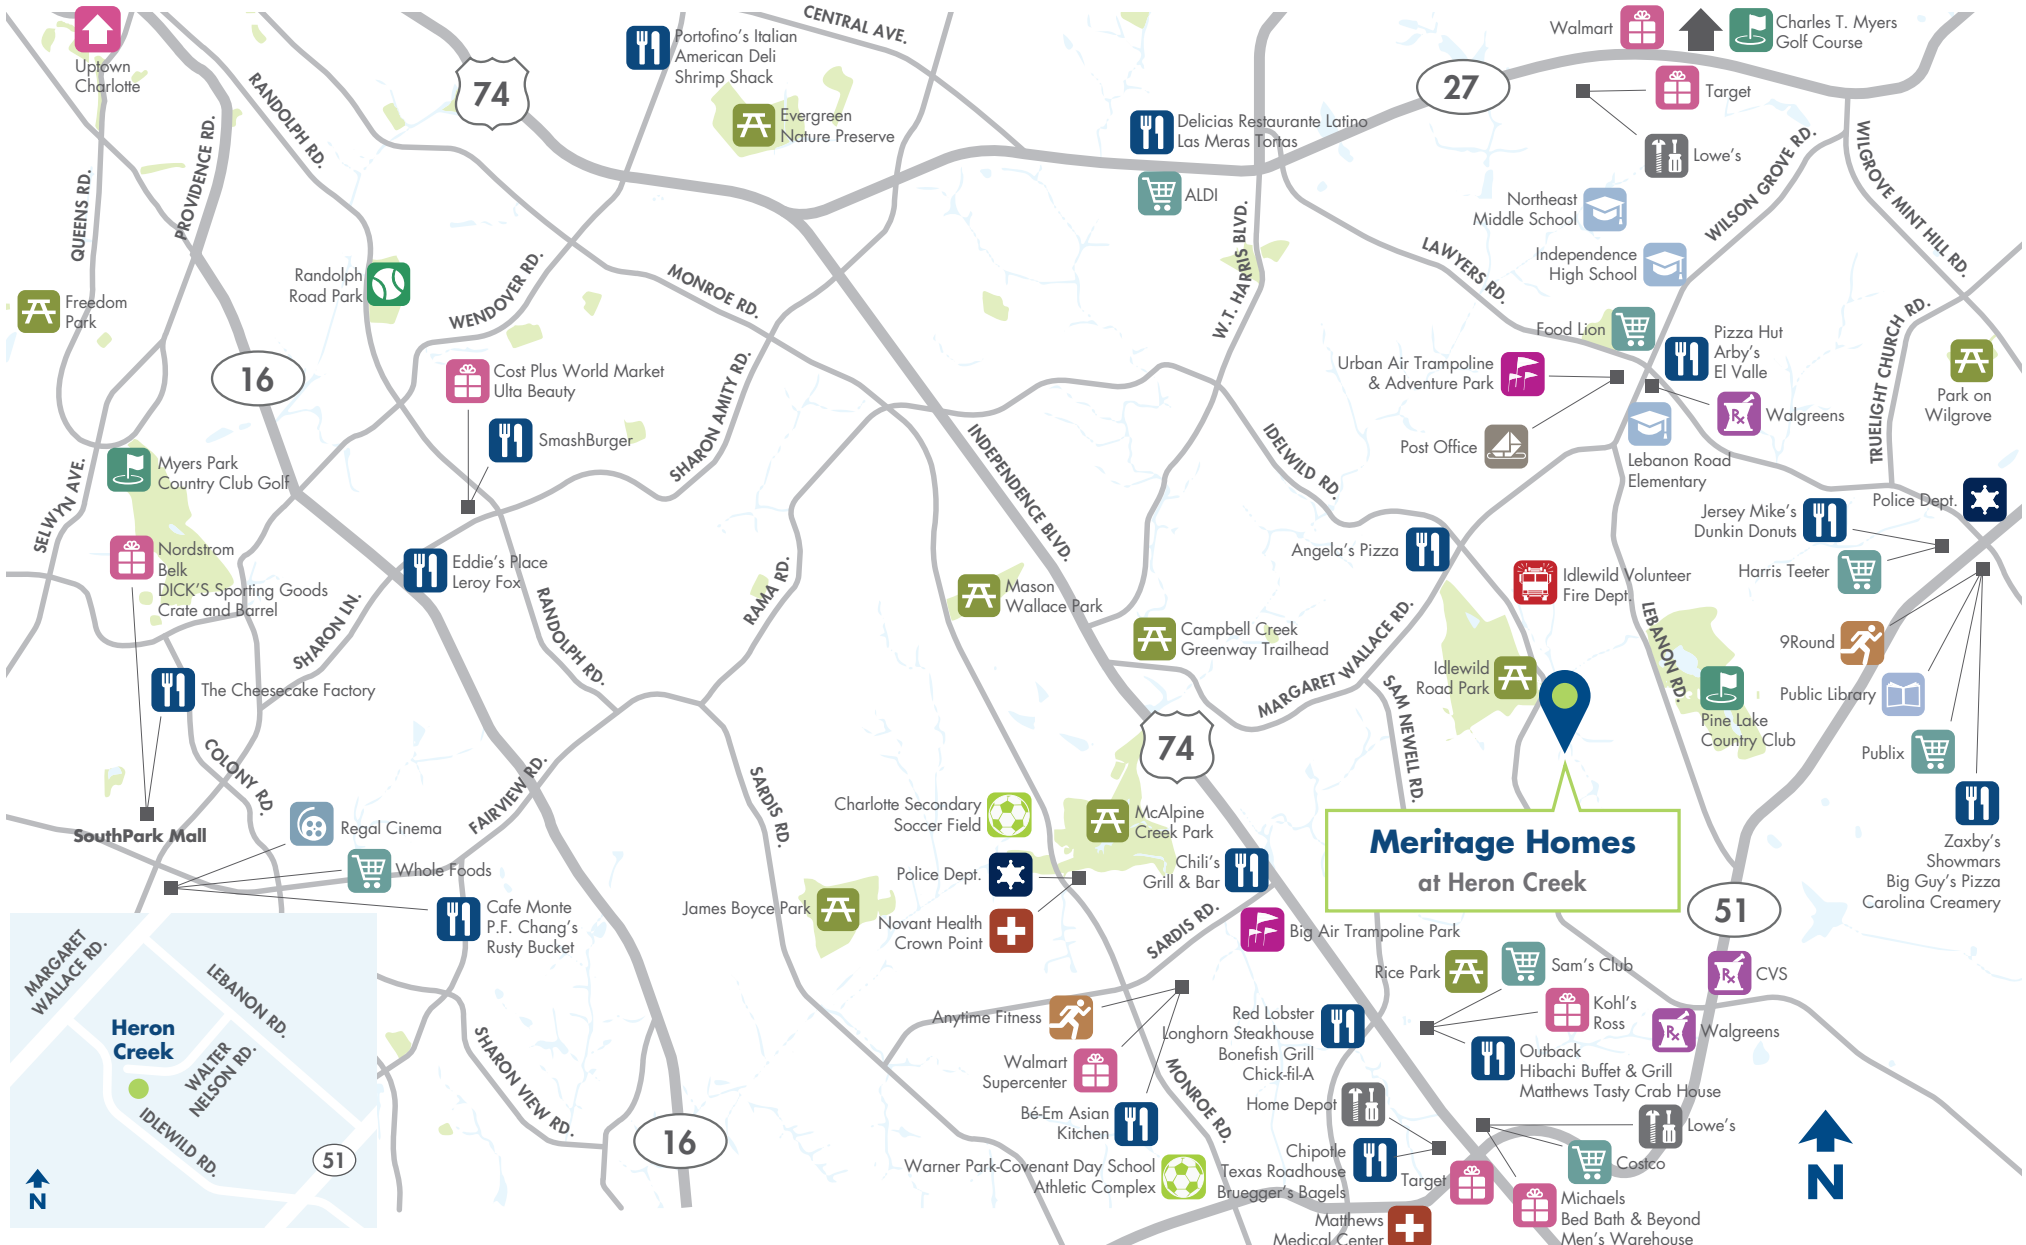 Uptown
Charlotte
QUEENS RD.
PROVIDENCE RD.
RANDOLPH RD.
74
Portofino's Italian
American Deli
Shrimp Shack
CENTRAL AVE.
Evergreen
Nature Preserve
Delicias Restaurante Latino
Las Meras Tortas
ALDI
27
Walmart
Charles T. Myers
Golf Course
Target
Lowe's
WILSON GROVE RD.
WILGROVE MINT HILL RD.
Northeast
Middle School
Independence
High School
LAWYERS RD.
W.T. HARRIS BLVD.
Freedom
Park
Randolph
Road Park
WENDOVER RD.
MONROE RD.
16
Cost Plus World Market
Ulta Beauty
SmashBurger
SHARON AMITY RD.
INDEPENDENCE BLVD.
IDELWILD RD.
Food Lion
Pizza Hut
Arby's
El Valle
Urban Air Trampoline
& Adventure Park
Walgreens
Post Office
Lebanon Road
Elementary
TRUELIGHT CHURCH RD.
Park on
Wilgrove
Police Dept.
Jersey Mike's
Dunkin Donuts
Harris Teeter
9Round
Public Library
Publix
Zaxby's
Showmars
Big Guy's Pizza
Carolina Creamery
SELWYN AVE.
Myers Park
Country Club Golf
Nordstrom
Belk
DICK'S Sporting Goods
Crate and Barrel
Eddie's Place
Leroy Fox
SHARON LN.
RANDOLPH RD.
RAMA RD.
Mason
Wallace Park
Campbell Creek
Greenway Trailhead
Angela's Pizza
Idlewild Volunteer
Fire Dept.
MARGARET WALLACE RD.
SAM NEWELL RD.
Idlewild
Road Park
LEBANON RD.
Pine Lake
Country Club
The Cheesecake Factory
COLONY RD.
FAIRVIEW RD.
SARDIS RD.
74
SouthPark Mall
Regal Cinema
Whole Foods
Cafe Monte
P.F. Chang's
Rusty Bucket
Charlotte Secondary
Soccer Field
McAlpine
Creek Park
Police Dept.
Chili's
Grill & Bar
Novant Health
Crown Point
James Boyce Park
SARDIS RD.
Big Air Trampoline Park
Meritage Homes
at Heron Creek
51
Rice Park
Sam's Club
Kohl's
Ross
CVS
Walgreens
Outback
Hibachi Buffet & Grill
Matthews Tasty Crab House
Red Lobster
Longhorn Steakhouse
Bonefish Grill
Chick-fil-A
Anytime Fitness
Walmart
Supercenter
Bé-Em Asian
Kitchen
MONROE RD.
Home Depot
Chipotle
Texas Roadhouse
Bruegger's Bagels
Target
Lowe's
Costco
Michaels
Bed Bath & Beyond
Men's Warehouse
Matthews
Medical Center
Warner Park-Covenant Day School
Athletic Complex
SHARON VIEW RD.
16
MARGARET
WALLACE RD.
LEBANON RD.
Heron
Creek
WALTER
NELSON RD.
IDLEWILD RD.
51
N
N